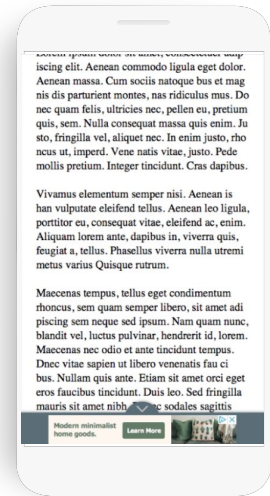 Lorem ipsum dolor sit amet, consectetuer adip
iscing elit. Aenean commodo ligula eget dolor.
Aenean massa. Cum sociis natoque bus et mag
nis dis parturient montes, nas ridiculus mus. Do
nec quam felis, ultricies nec, pellen eu, pretium
quis, sem. Nulla consequat massa quis enim. Ju
sto, fringilla vel, aliquet nec. In enim justo, rho
ncus ut, imperd. Vene natis vitae, justo. Pede
mollis pretium. Integer tincidunt. Cras dapibus.
Vivamus elementum semper nisi. Aenean is
han vulputate eleifend tellus. Aenean leo ligula,
porttitor eu, consequat vitae, eleifend ac, enim.
Aliquam lorem ante, dapibus in, viverra quis,
feugiat a, tellus. Phasellus viverra nulla utremi
metus varius Quisque rutrum.
Maecenas tempus, tellus eget condimentum
rhoncus, sem quam semper libero, sit amet adi
piscing sem neque sed ipsum. Nam quam nunc,
blandit vel, luctus pulvinar, hendrerit id, lorem.
Maecenas nec odio et ante tincidunt tempus.
Dnec vitae sapien ut libero venenatis fau ci
bus. Nullam quis ante. Etiam sit amet orci eget
eros faucibus tincidunt. Duis leo. Sed fringilla
mauris sit amet nibh c sodales sagittis
Modern minimalist
home goods.
Learn More